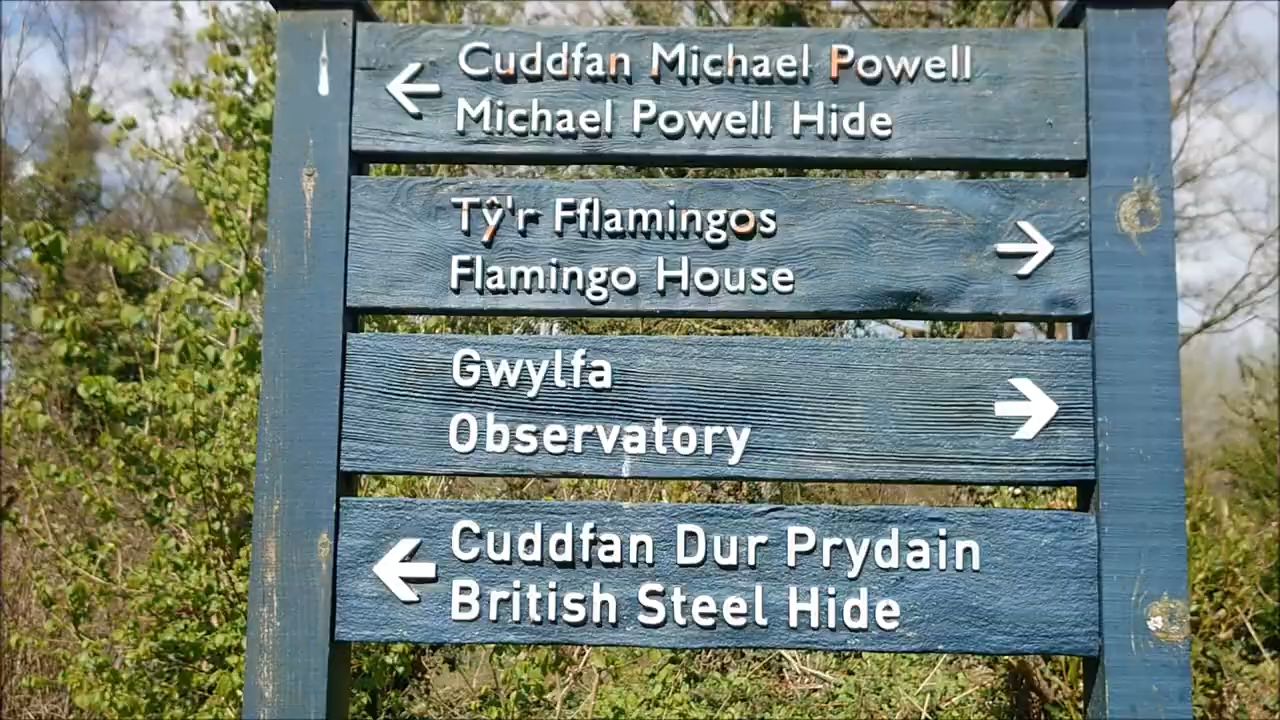 Cuddfan Michael Powell
Michael Powell Hide
Tŷ'r Fflamingos
Flamingo House
Gwylfa
Observatory
Cuddfan Dur Prydain
British Steel Hide